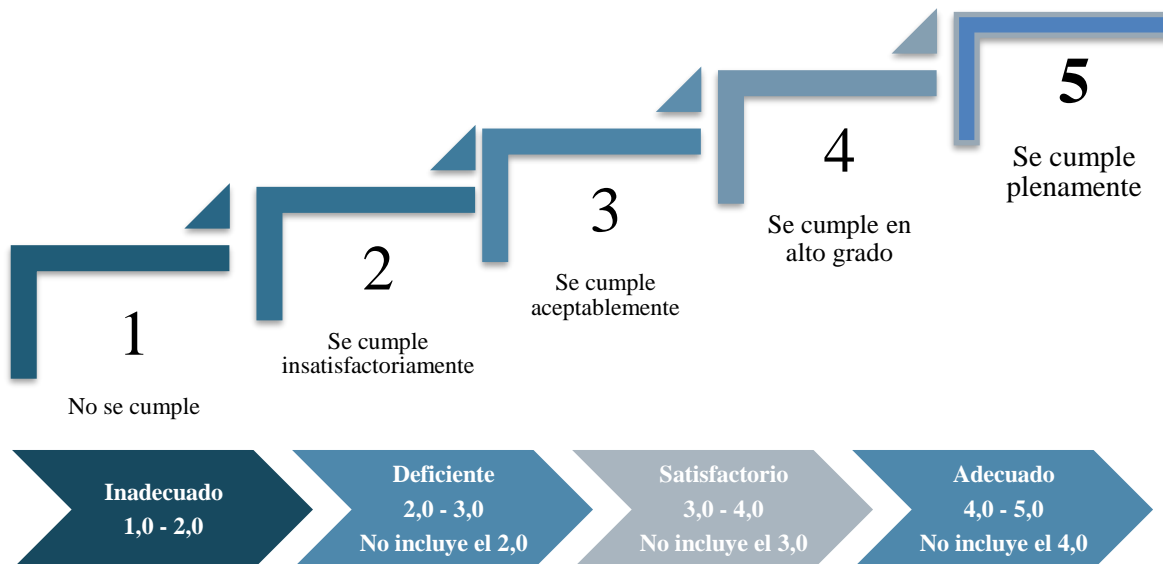 1
No se cumple
2
Se cumple
insatisfactoriamente
3
Se cumple
aceptablemente
4
Se cumple en
alto grado
5
Se cumple
plenamente
Inadecuado
1,0 - 2,0
Deficiente
2,0 - 3,0
No incluye el 2,0
Satisfactorio
3,0 - 4,0
No incluye el 3,0
Adecuado
4,0 - 5,0
No incluye el 4,0